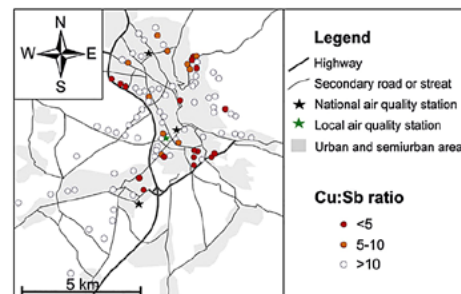 N
W E
S
5 km
Legend
Highway
Secondary road or streat
National air quality station
Local air quality station
Urban and semiurban area
Cu:Sb ratio
<5
5-10
>10